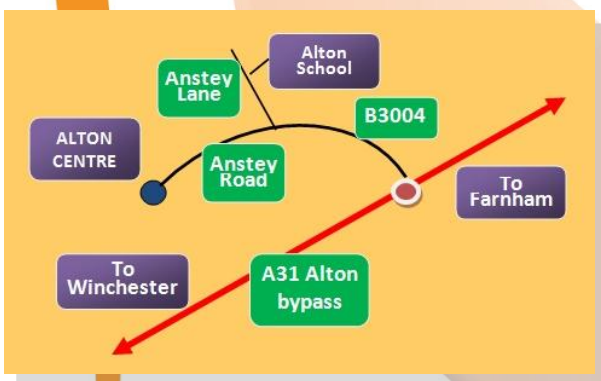 Alton
School
Anstey
Lane
B3004
ALTON
CENTRE
Anstey
Road
To
Farnham
To
Winchester
A31 Alton
bypass